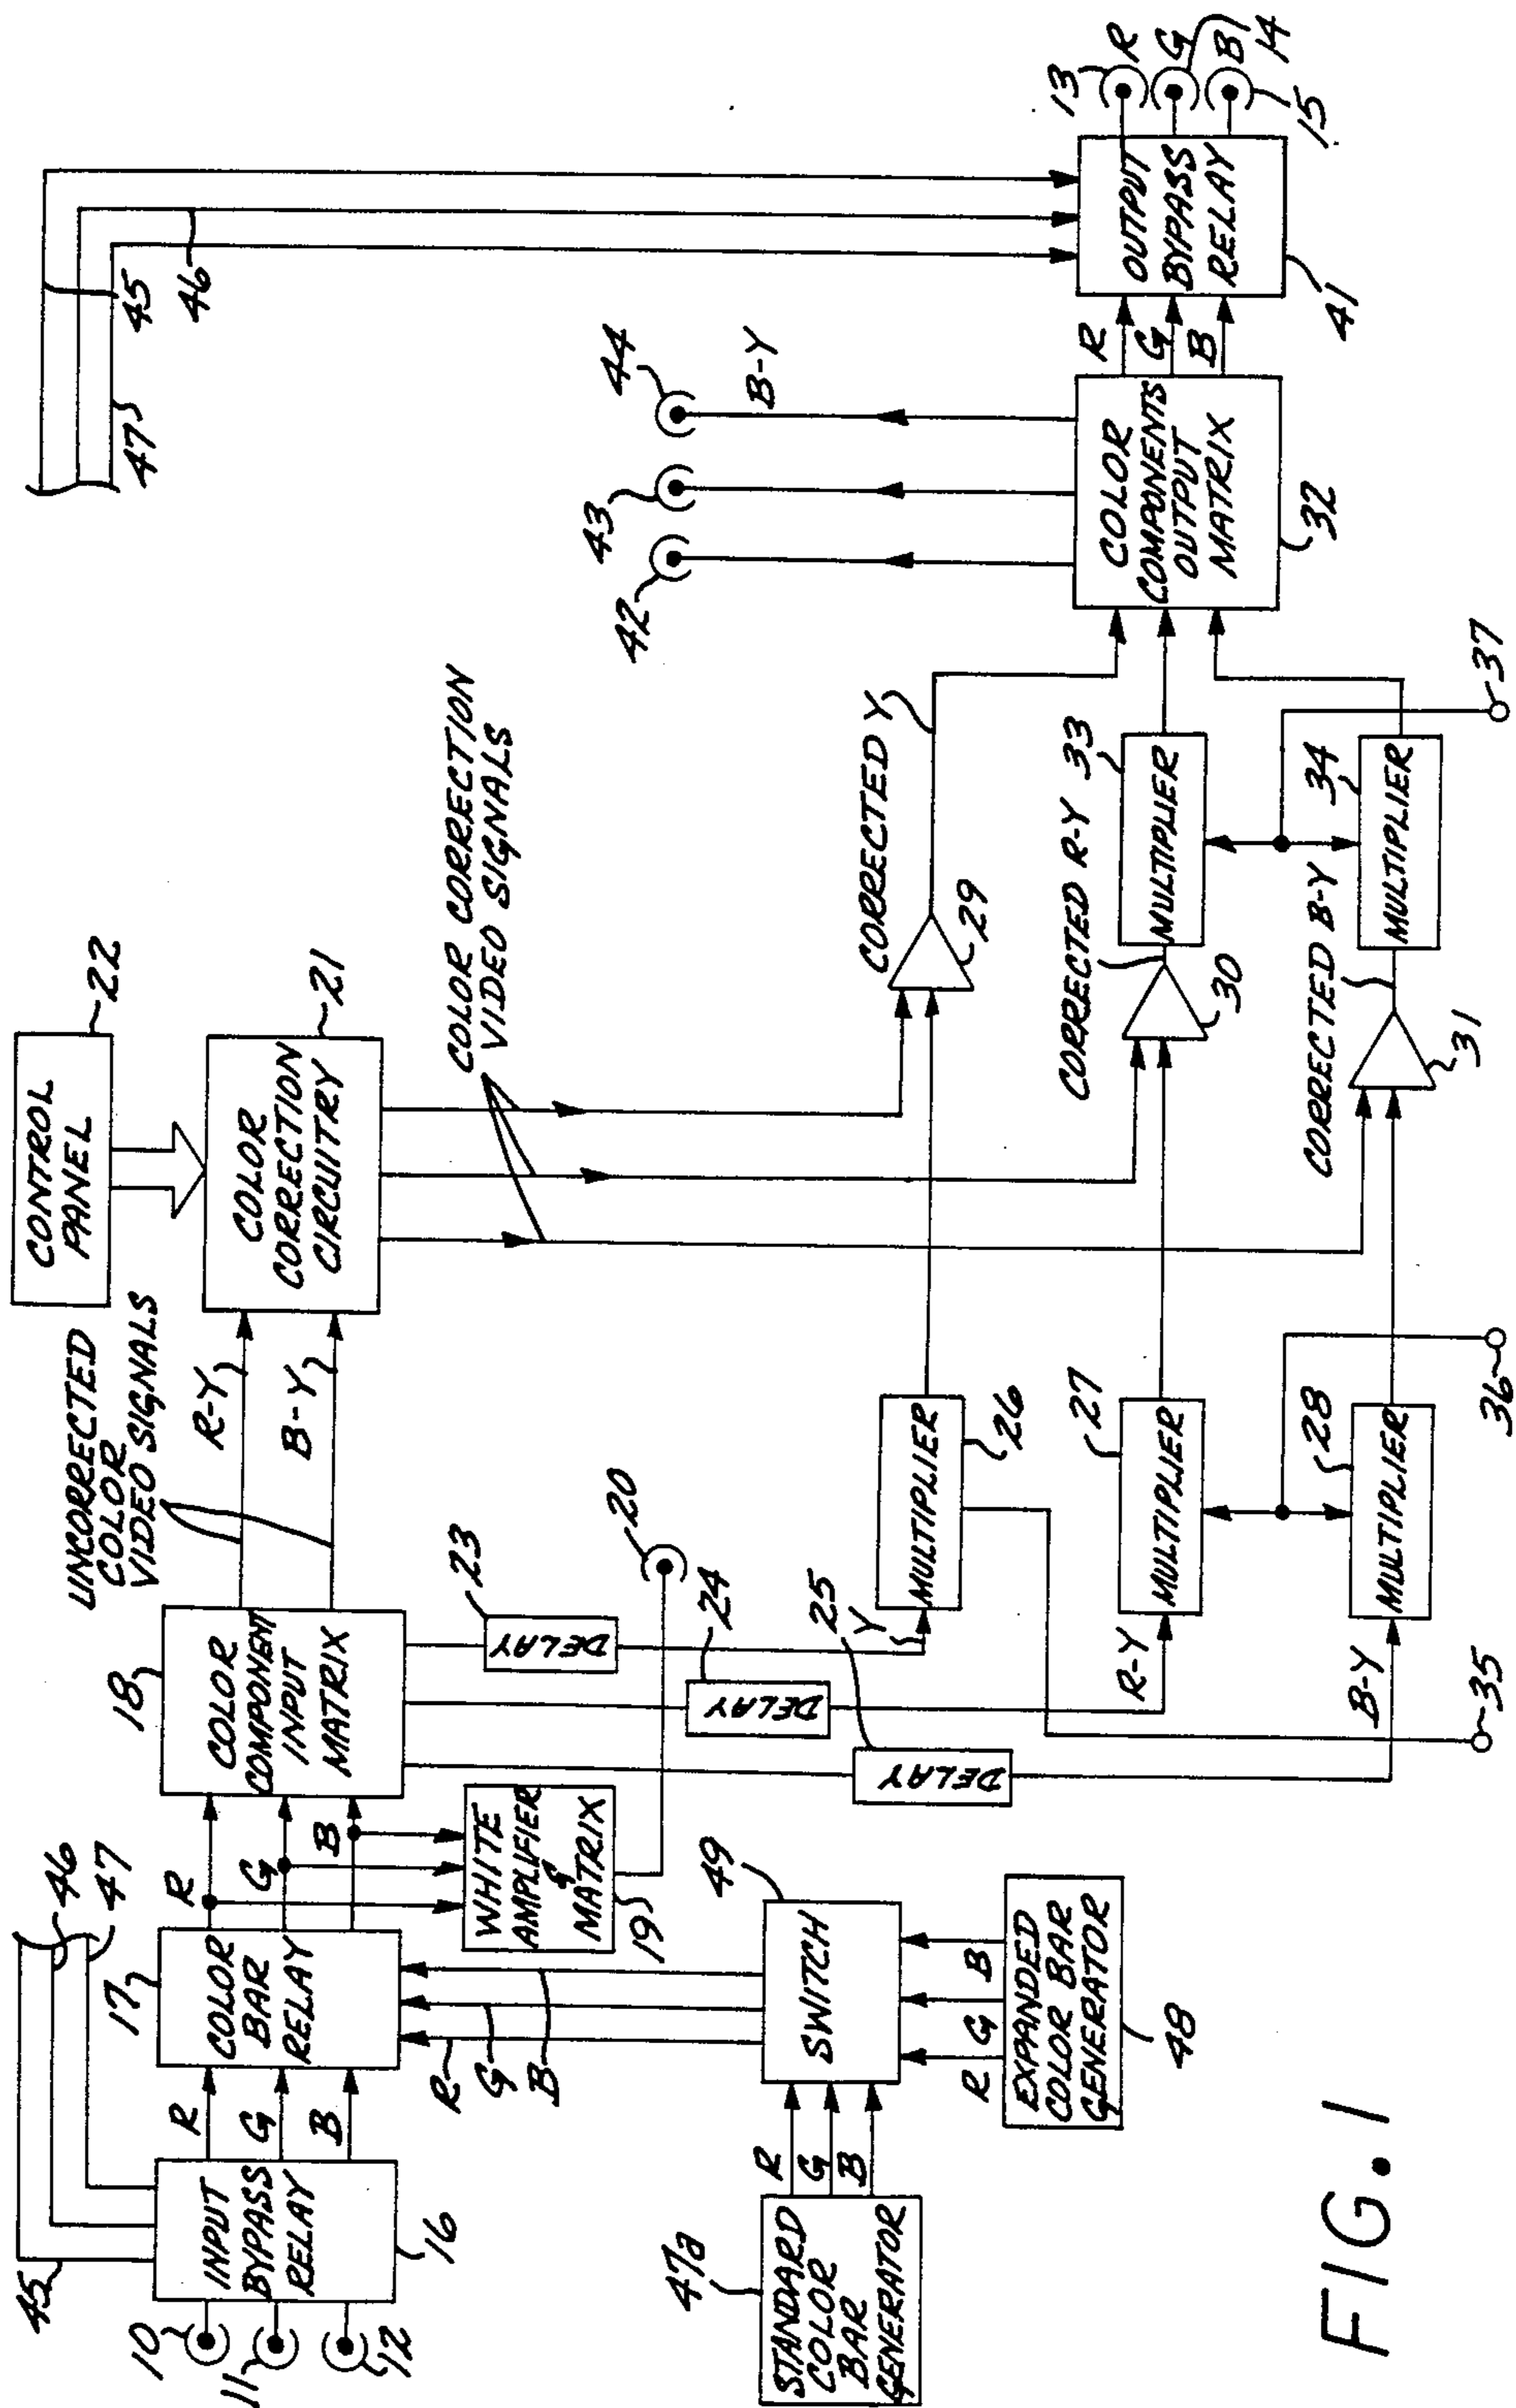 45
46
47
10
11
12
INPUT
BYPASS
RELAY
16
R
G
B
17
COLOR
BAR
RELAY
R
G
B
R
G
B
18
COLOR
COMPONENT
INPUT
MATRIX
WHITE
AMPLIFIER
&
MATRIX
19
20
UNCORRECTED
COLOR
VIDEO SIGNALS
R-Y
B-Y
CONTROL
PANEL
22
COLOR
CORRECTION
CIRCUITRY
21
COLOR CORRECTION
VIDEO SIGNALS
DELAY
23
DELAY
24
DELAY
25
Y
R-Y
B-Y
MULTIPLIER
26
MULTIPLIER
27
MULTIPLIER
28
35
36
CORRECTED Y
29
CORRECTED R-Y
30
CORRECTED B-Y
31
MULTIPLIER
33
MULTIPLIER
34
37
42
43
44
B-Y
COLOR
COMPONENTS
OUTPUT
MATRIX
32
R
G
B
45
46
47
OUTPUT
BYPASS
RELAY
41
13
R
G
B
14
15
47a
STANDARD
COLOR
BAR
GENERATOR
R
G
B
49
SWITCH
R
G
B
EXPANDED
COLOR BAR
GENERATOR
48
FIG. 1